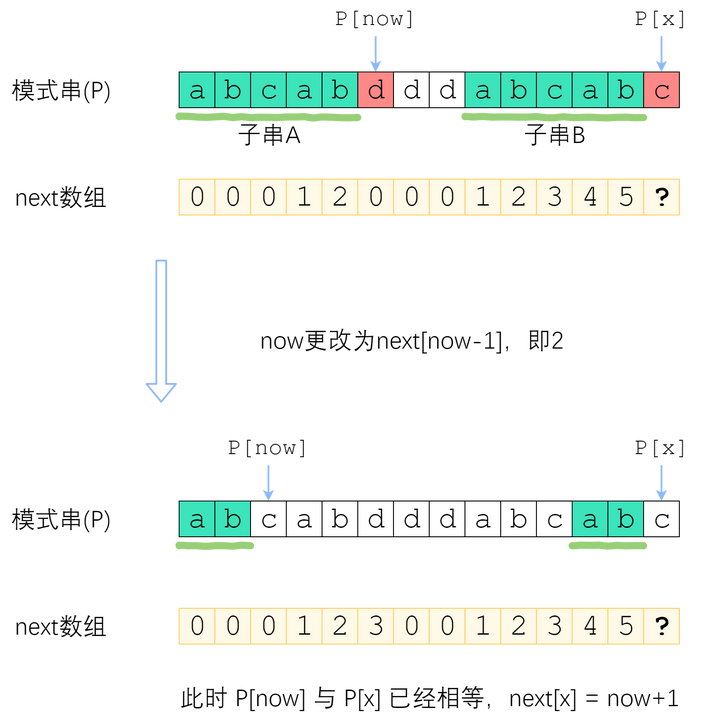 P[now] P[x]
模式串(P) a b c a b d d d a b c a b c
子串A 子串B
next数组 0 0 0 1 2 0 0 0 1 2 3 4 5 ?
now更改为next[now-1]，即2
P[now] P[x]
模式串(P) a b c a b d d d a b c a b c
next数组 0 0 0 1 2 3 0 0 1 2 3 4 5 ?
此时 P[now] 与 P[x] 已经相等，next[x] = now+1